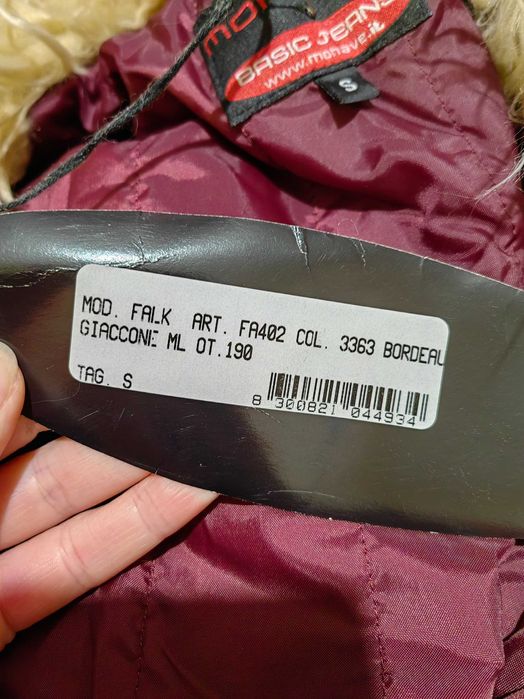 BASIC JEANS
www.mohave.it
S
MOD. FALK ART. FA402 COL. 3363 BORDEAU
GIACCONE ML OT.190
TAG. S
8 300821 044934